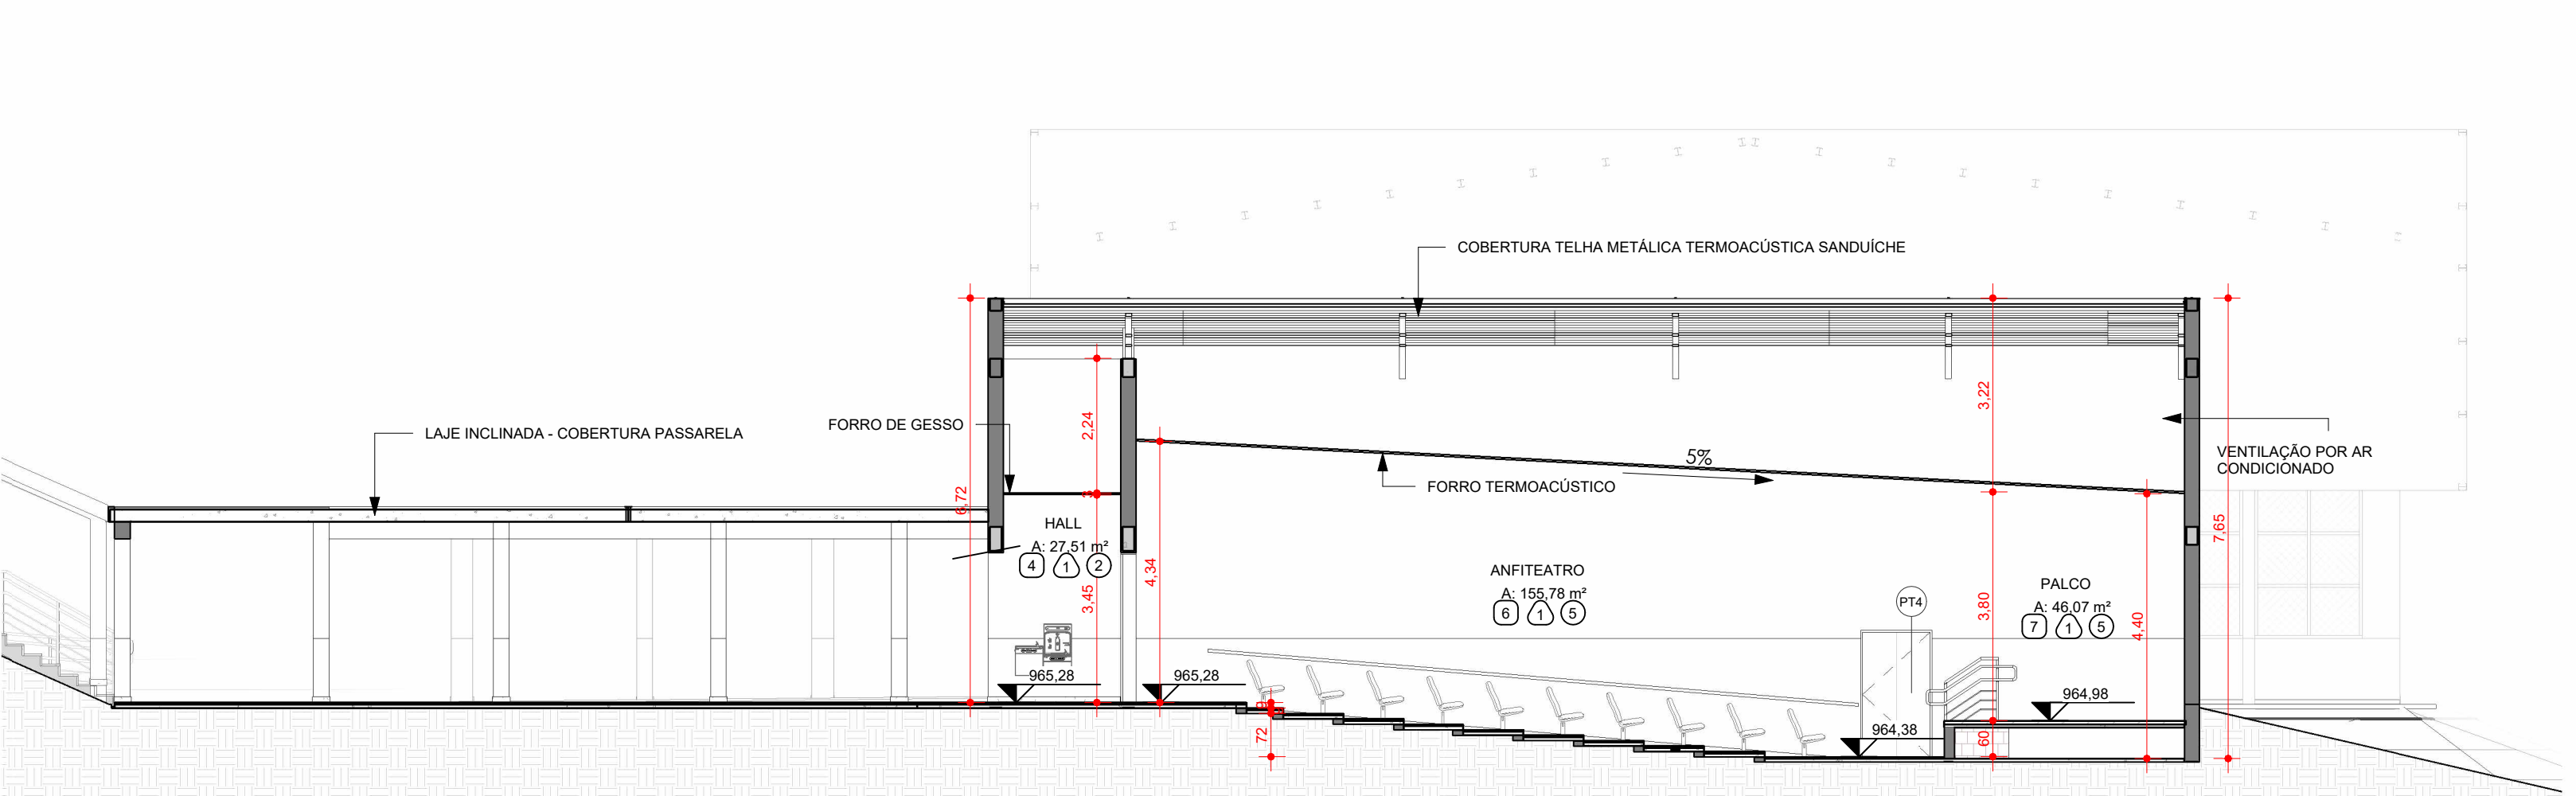 COBERTURA TELHA METÁLICA TERMOACÚSTICA SANDUÍCHE
3,22
2,24
FORRO DE GESSO
LAJE INCLINADA - COBERTURA PASSARELA
VENTILAÇÃO POR AR
CONDICIONADO
5%
FORRO TERMOACÚSTICO
6,72
3
HALL
A: 27,51 m²
4 1 2
7,65
4,34
3,45
ANFITEATRO
A: 155,78 m²
6 1 5
PT4
3,80
PALCO
A: 46,07 m²
7 1 5
4,40
965,28
965,28
964,98
72
964,38
60